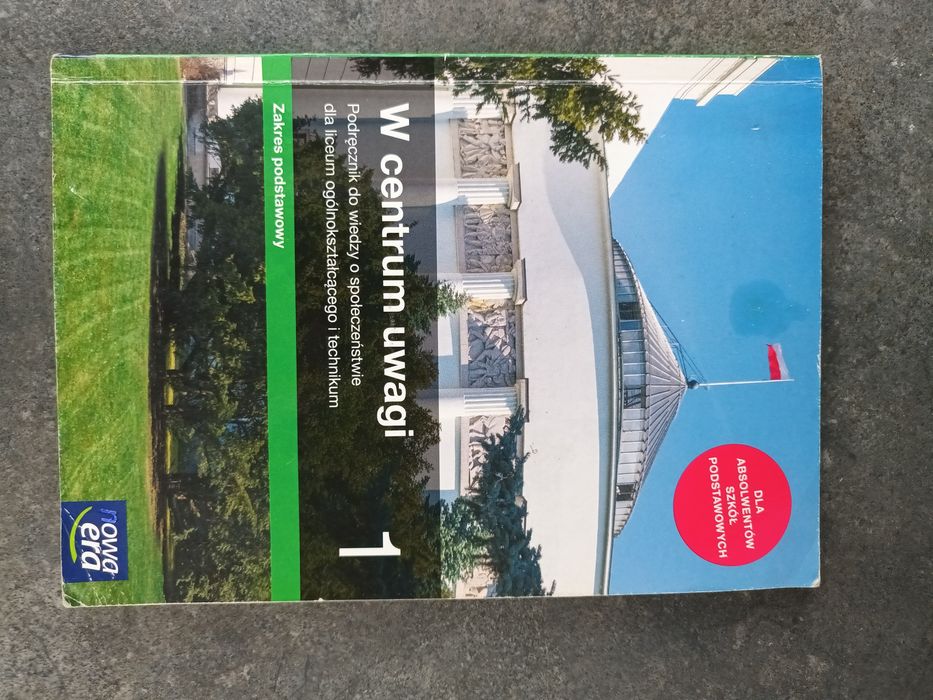 DLA
ABSOLWENTÓW
SZKÓŁ
PODSTAWOWYCH
W centrum uwagi 1
Podręcznik do wiedzy o społeczeństwie
dla liceum ogólnokształcącego i technikum
Zakres podstawowy
nowa
era